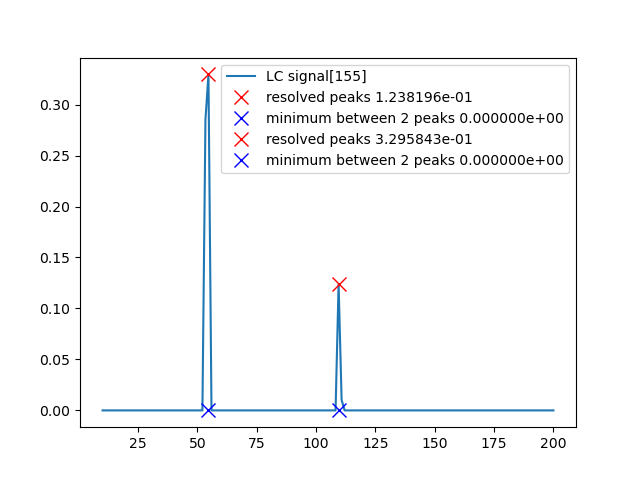 LC signal[155]
resolved peaks 1.238196e-01
minimum between 2 peaks 0.000000e+00
resolved peaks 3.295843e-01
minimum between 2 peaks 0.000000e+00
0.30
0.25
0.20
0.15
0.10
0.05
0.00
25 50 75 100 125 150 175 200